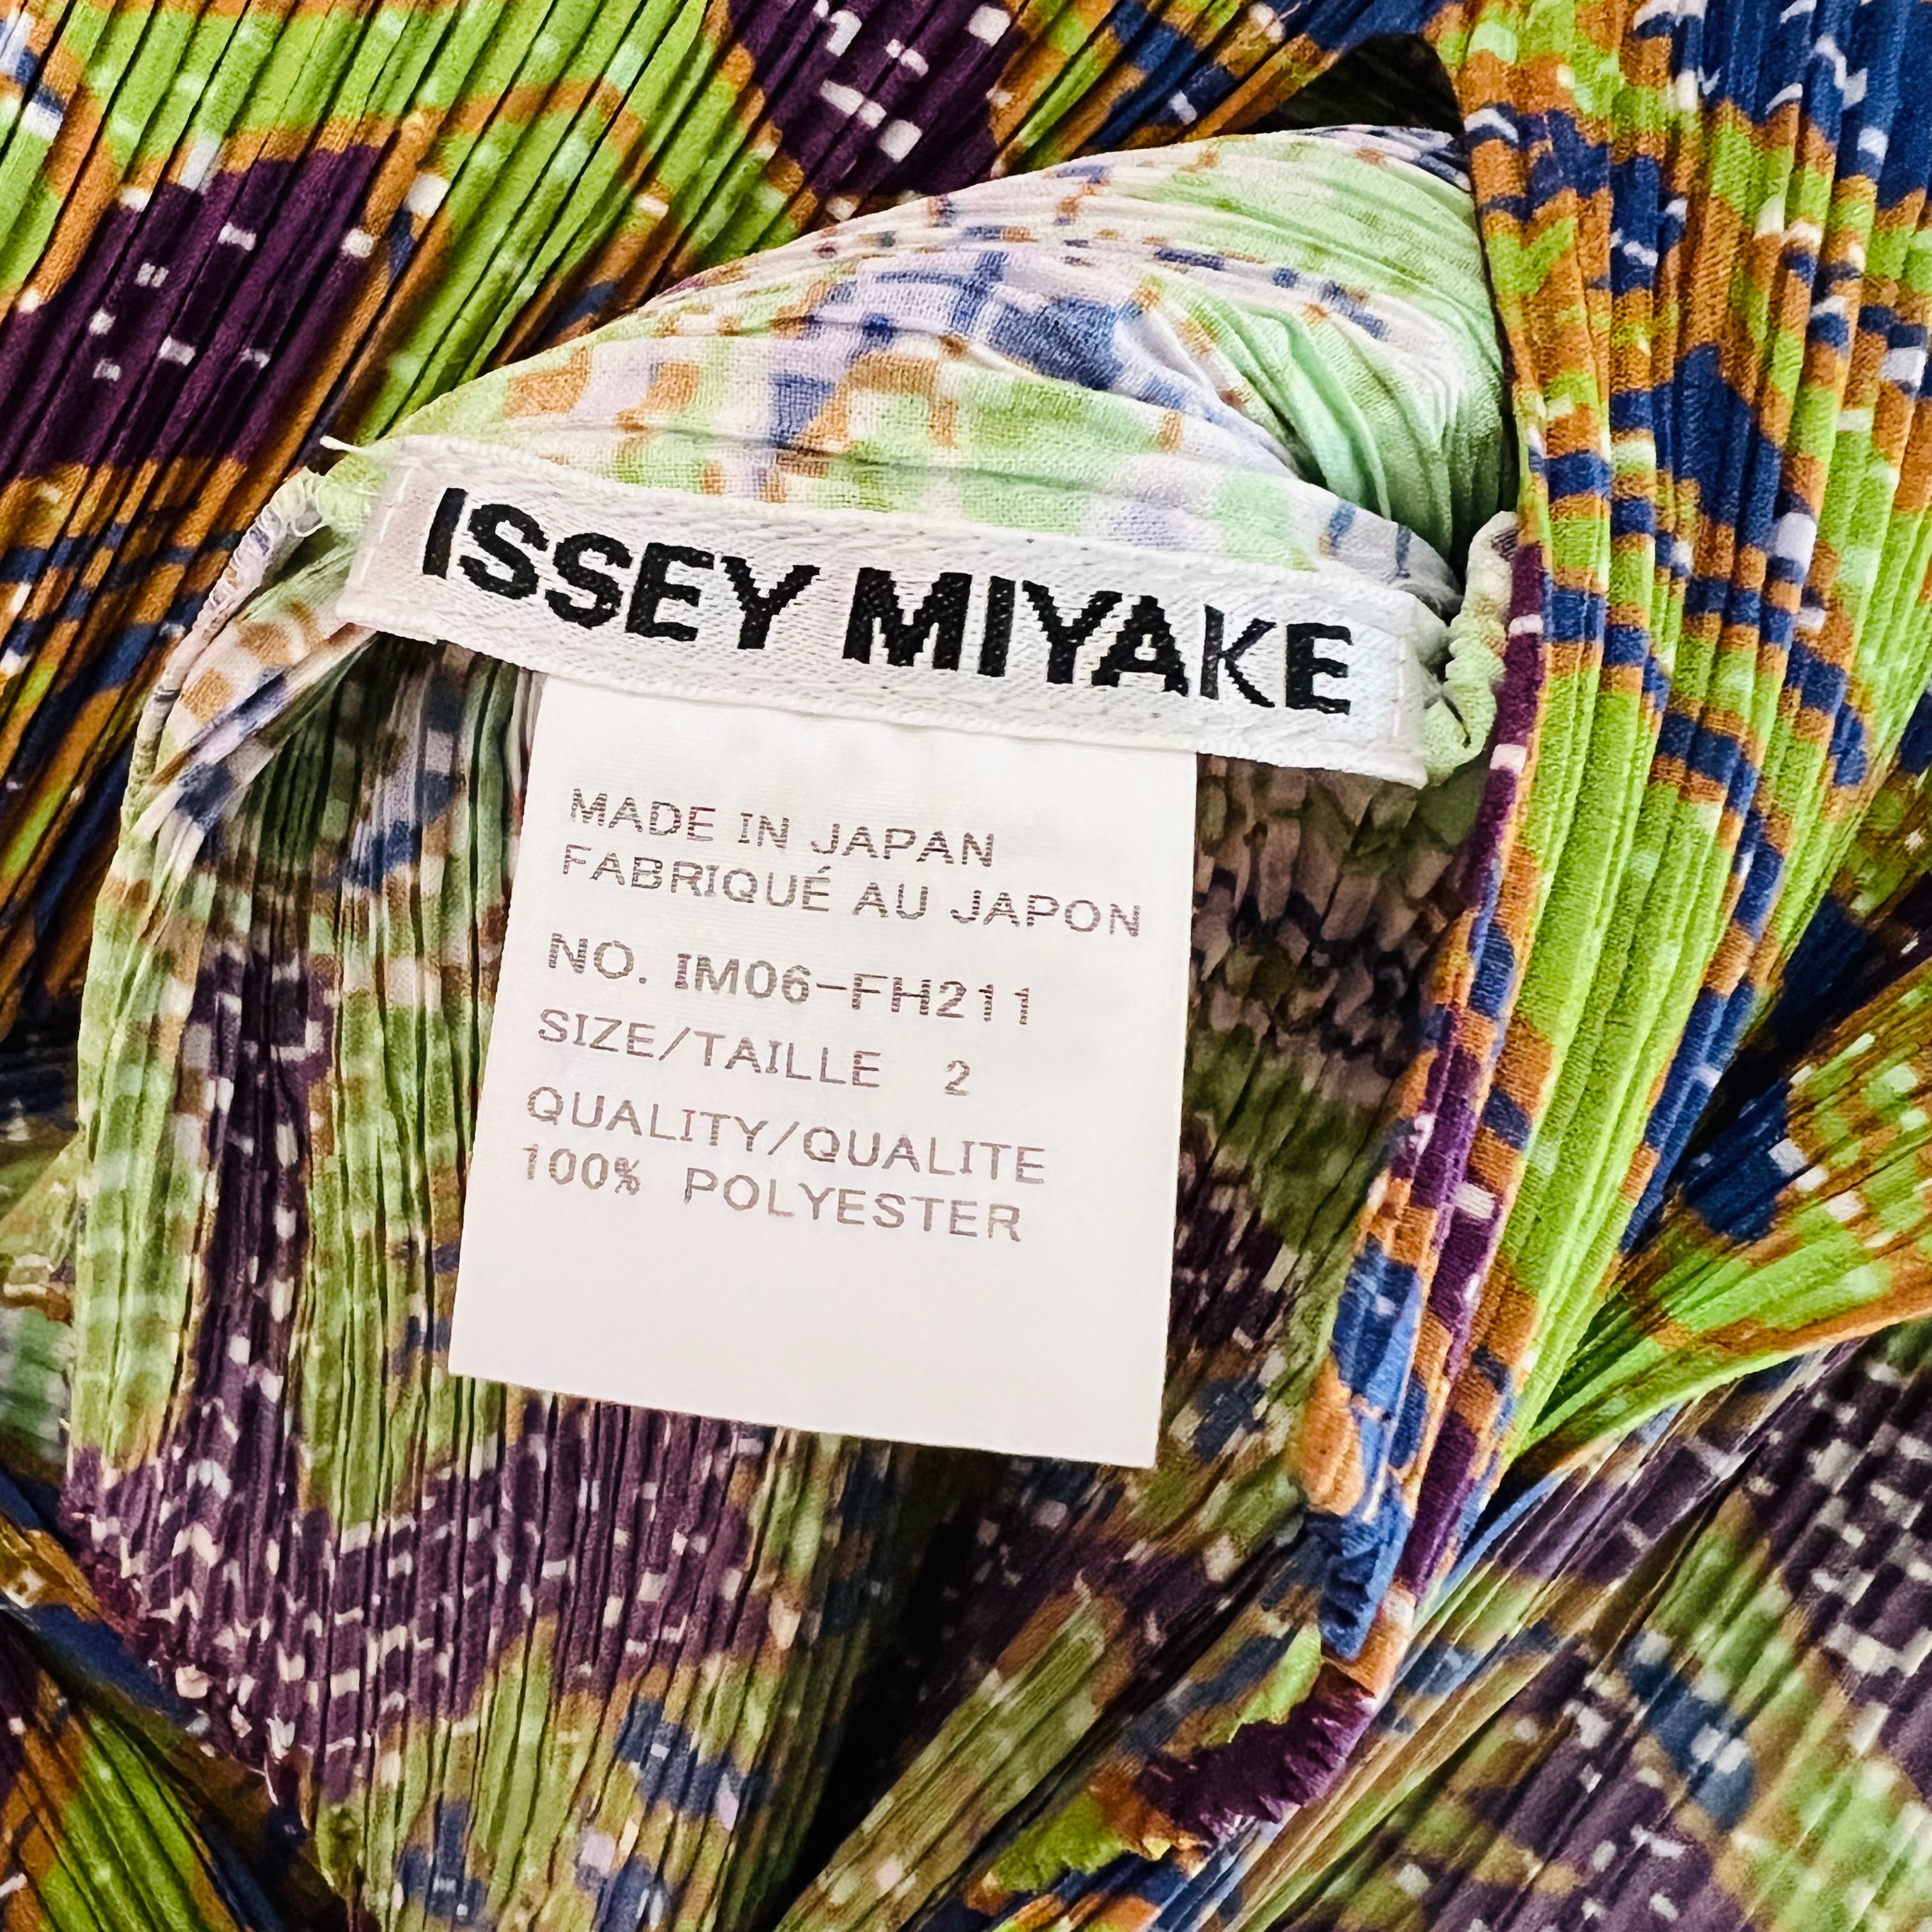 ISSEY MIYAKE
MADE IN JAPAN
FABRIQUÉ AU JAPON
NO. IM06-FH211
SIZE/TAILLE 2
QUALITY/QUALITE
100% POLYESTER